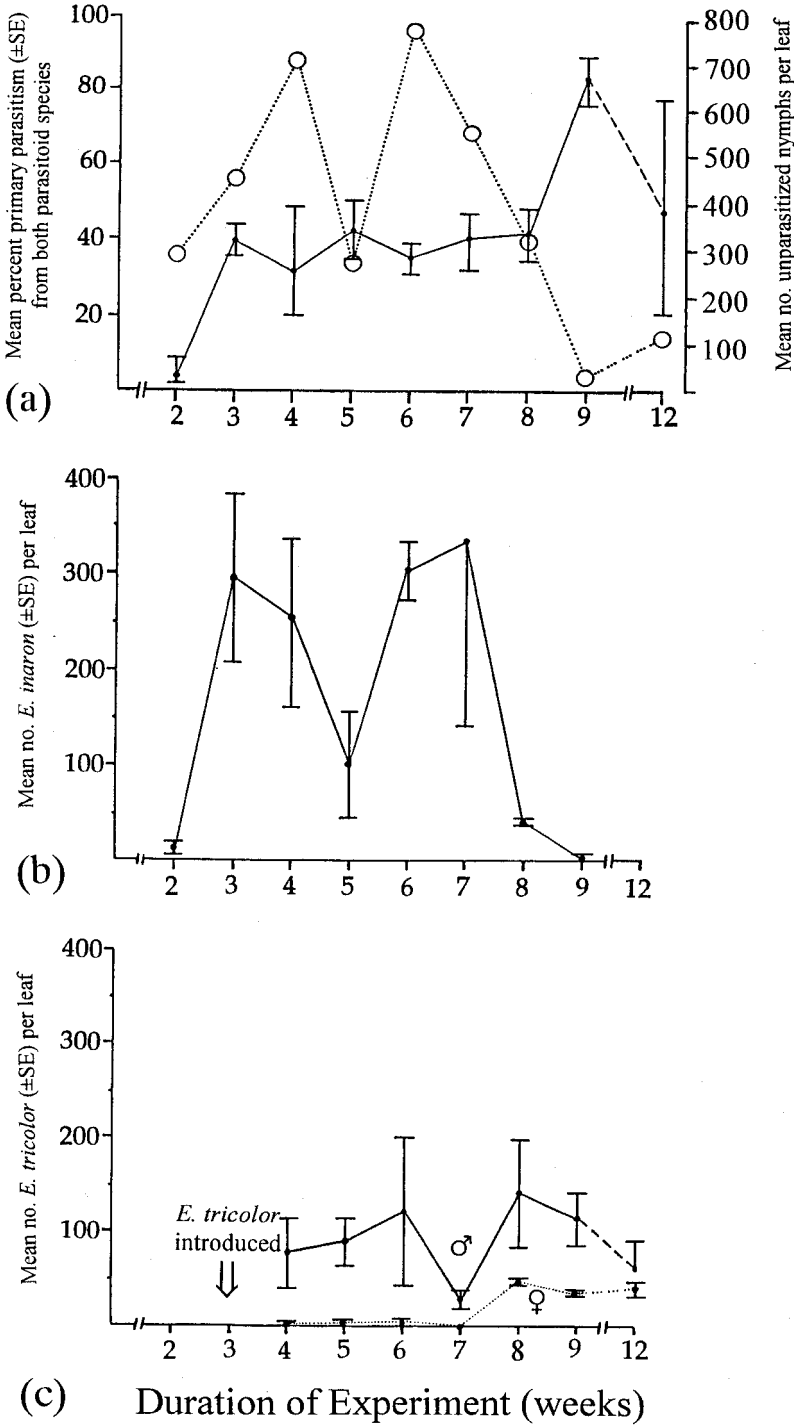 Mean percent primary parasitism (±SE)
from both parasitoid species
100
80
60
40
20
800
700
600
500
400
300
200
100
Mean no. unparasitized nymphs per leaf
2 3 4 5 6 7 8 9 12
(a)
Mean no. E. inaron (±SE) per leaf
400
300
200
100
2 3 4 5 6 7 8 9 12
(b)
Mean no. E. tricolor (±SE) per leaf
400
300
200
100
E. tricolor
introduced
♂
♀
2 3 4 5 6 7 8 9 12
(c) Duration of Experiment (weeks)